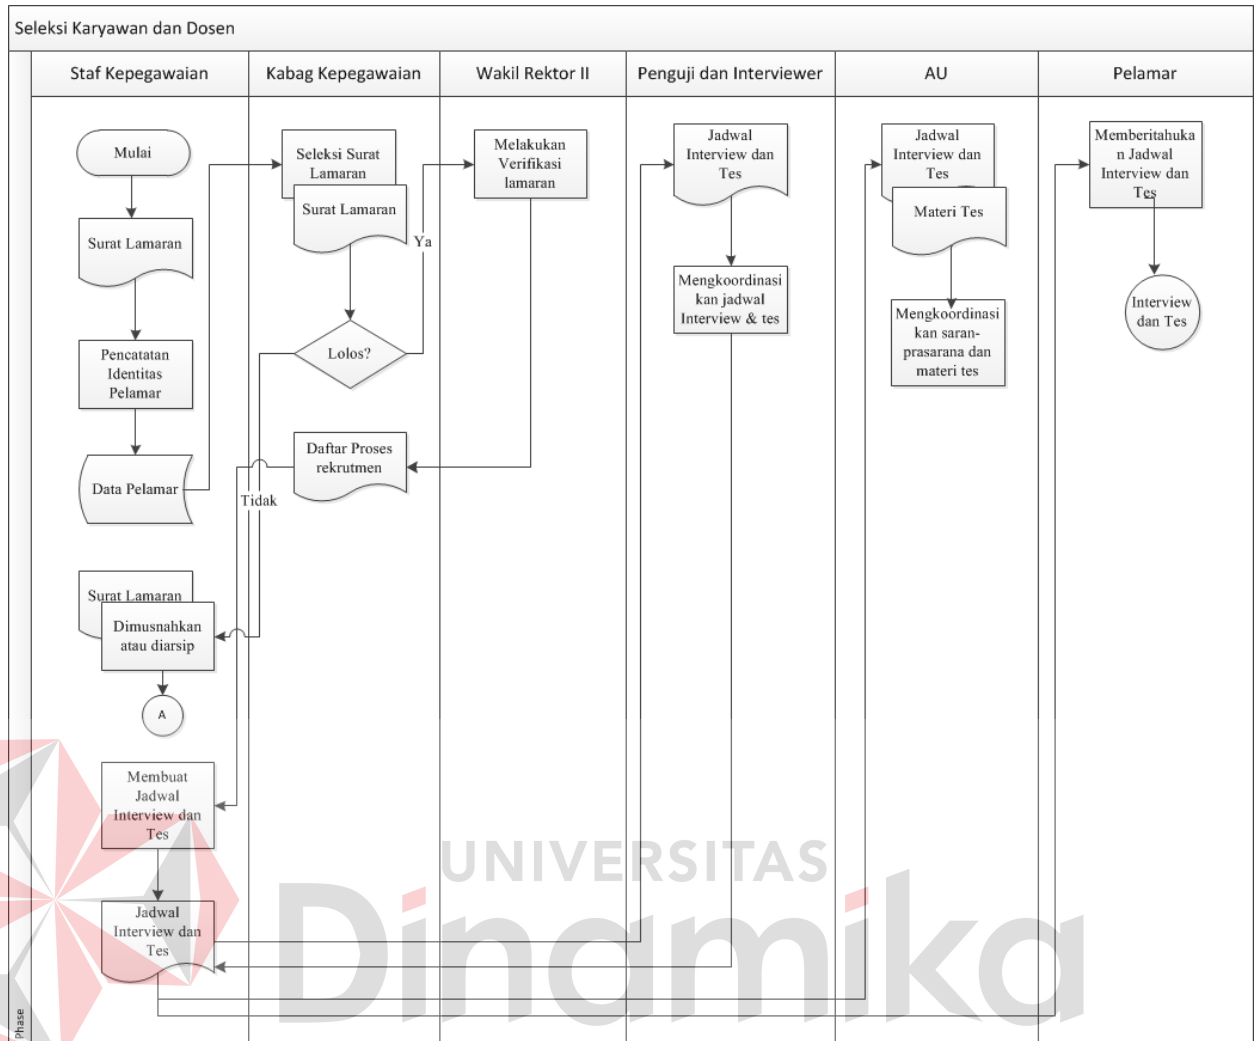 Seleksi Karyawan dan Dosen
Staf Kepegawaian
Kabag Kepegawaian
Wakil Rektor II
Penguji dan Interviewer
AU
Pelamar
Mulai
Surat Lamaran
Pencatatan
Identitas
Pelamar
Data Pelamar
Surat Lamaran
Dimusnahkan
atau diarsip
A
Membuat
Jadwal
Interview dan
Tes
Jadwal
Interview dan
Tes
Seleksi Surat
Lamaran
Surat Lamaran
Ya
Lolos?
Daftar Proses
rekrutmen
Tidak
Melakukan
Verifikasi
lamaran
Jadwal
Interview dan
Tes
Mengkoordinasi
kan jadwal
Interview & tes
Jadwal
Interview dan
Tes
Materi Tes
Mengkoordinasi
kan saran-
prasarana dan
materi tes
Memberitahuka
n Jadwal
Interview dan
Tes
Interview
dan Tes
Phase
UNIVERSITAS
Dinamika